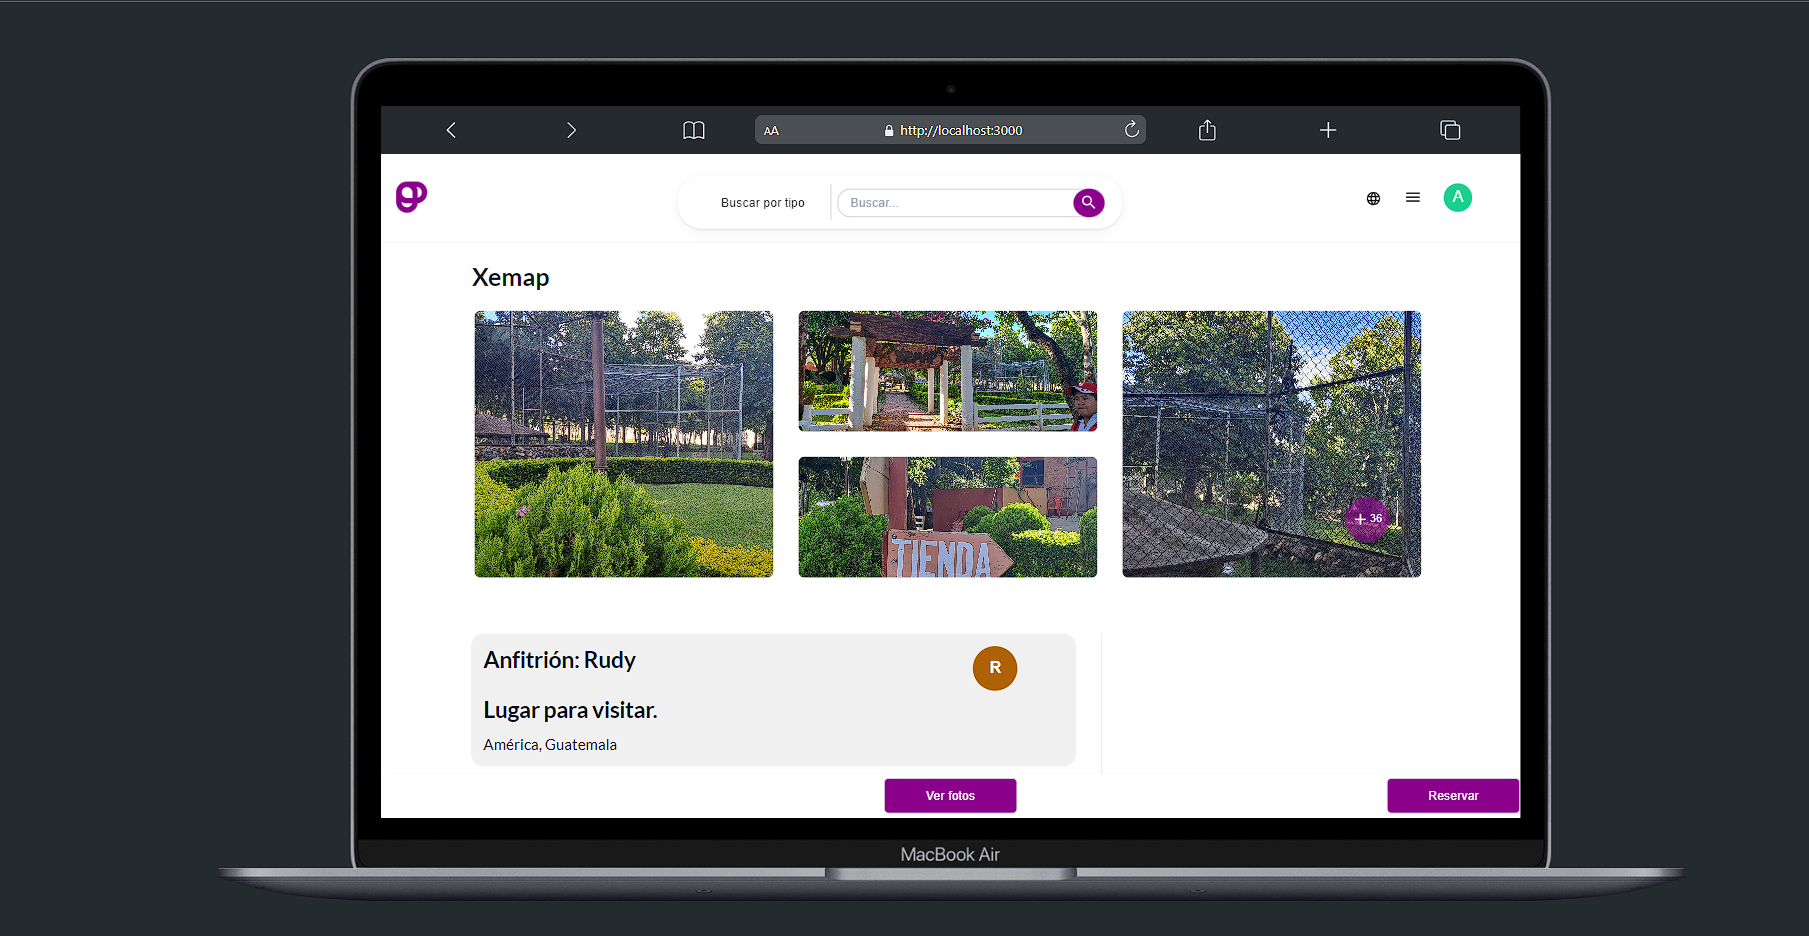 AA
http://localhost:3000
Buscar por tipo
Buscar...
A
Xemap
TIENDA
+ 36
Anfitrión: Rudy
R
Lugar para visitar.
América, Guatemala
Ver fotos
Reservar
MacBook Air